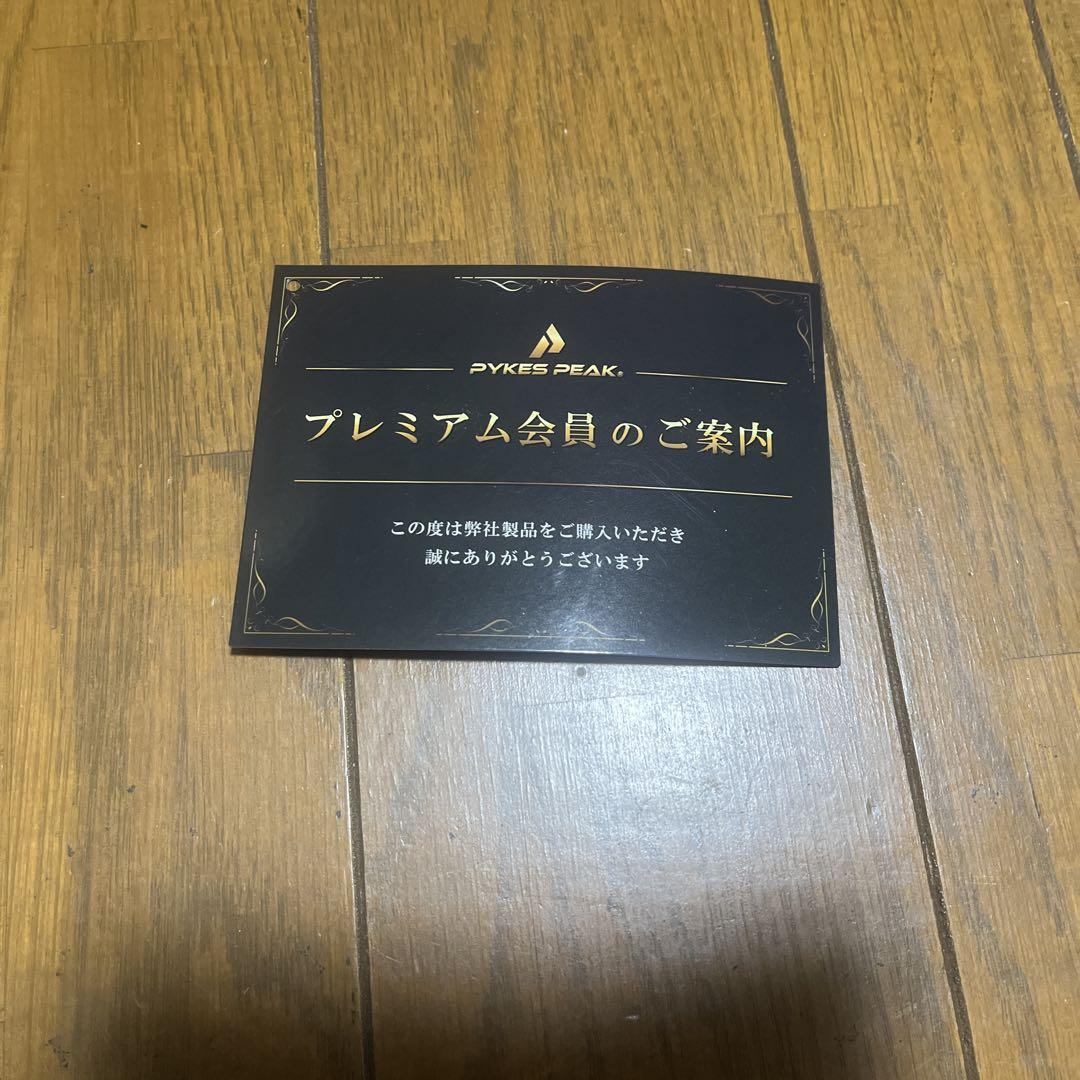 PYKES PEAK®
プレミアム会員のご案内
この度は弊社製品をご購入いただき
誠にありがとうございます